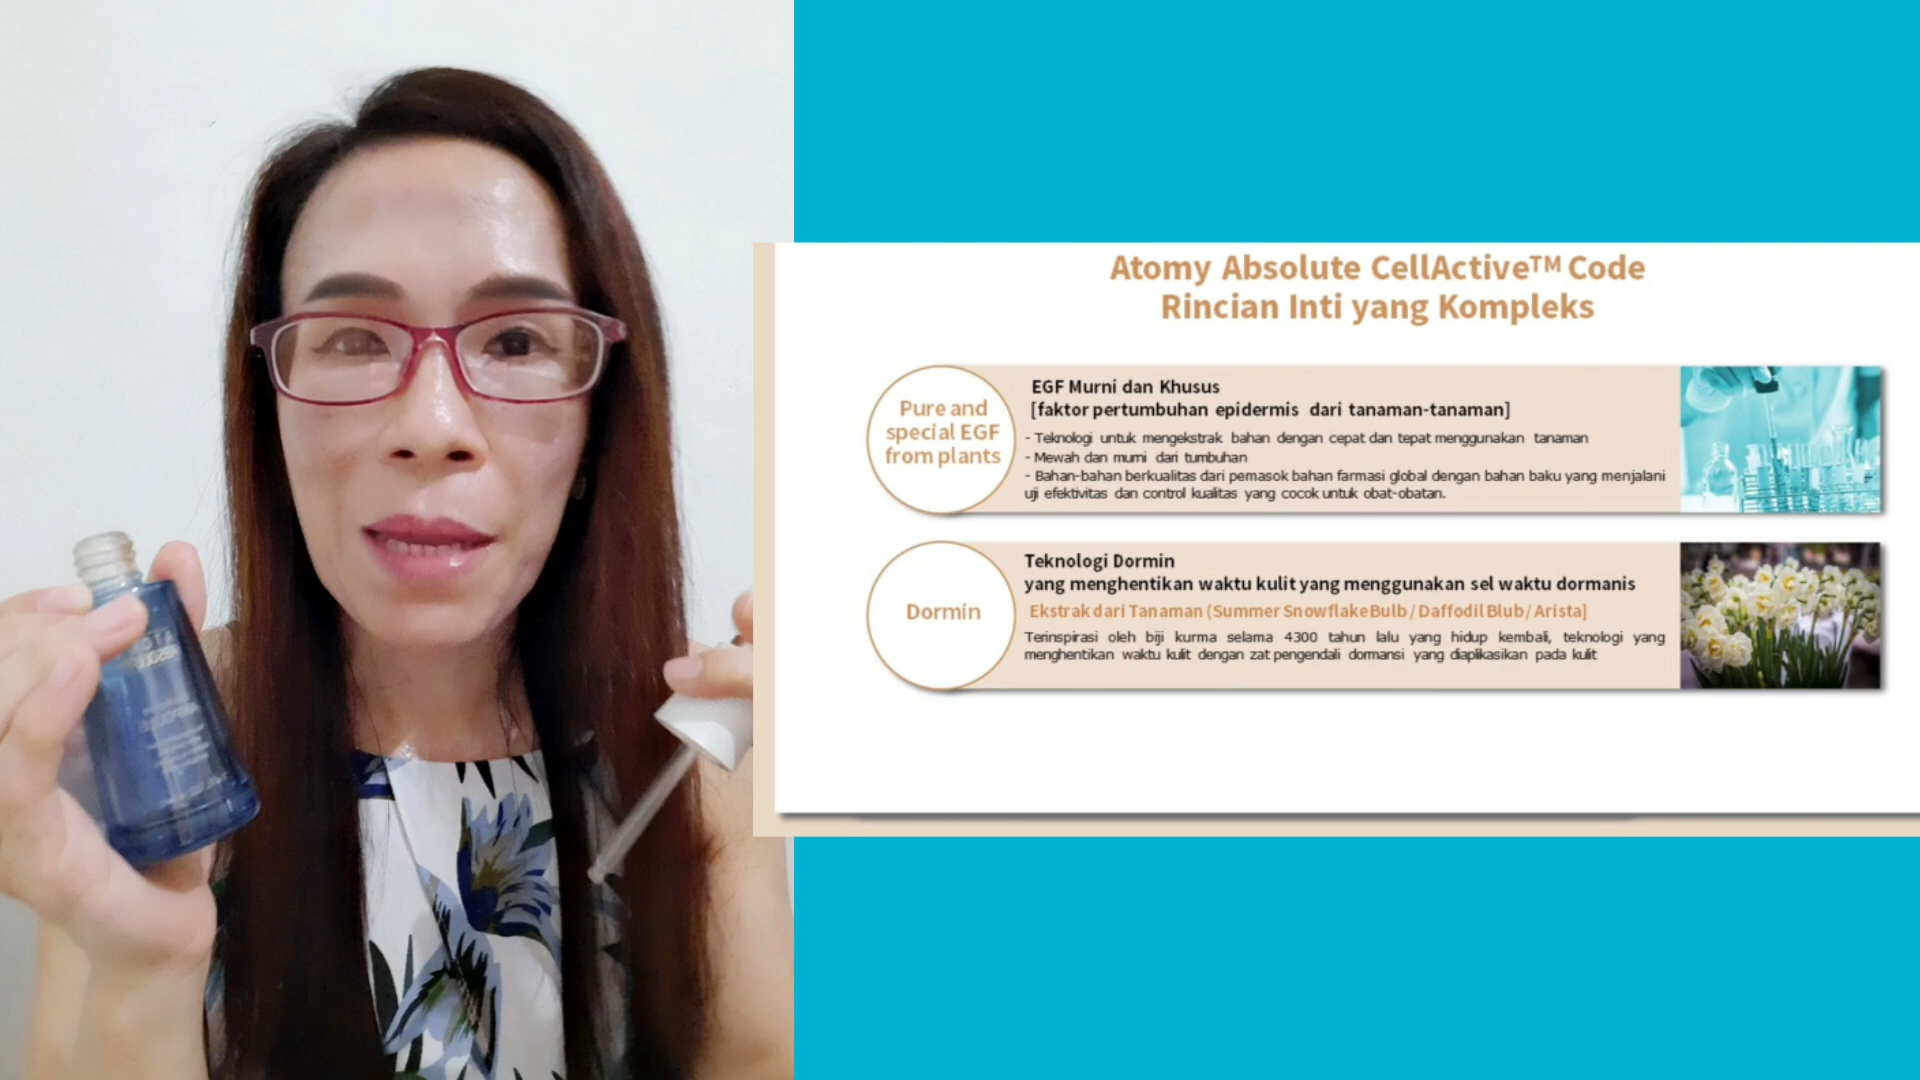 Atomy Absolute CellActive™ Code
Rincian Inti yang Kompleks
Pure and
special EGF
from plants
EGF Murni dan Khusus
[faktor pertumbuhan epidermis dari tanaman-tanaman]
- Teknologi untuk mengekstrak bahan dengan cepat dan tepat menggunakan tanaman
- Mewah dan murni dari tumbuhan
- Bahan-bahan berkualitas dari pemasok bahan farmasi global dengan bahan baku yang menjalani
uji efektivitas dan control kualitas yang cocok untuk obat-obatan.
Dormin
Teknologi Dormin
yang menghentikan waktu kulit yang menggunakan sel waktu dormanis
Ekstrak dari Tanaman (Summer Snowflake Bulb / Daffodil Blub / Arista]
Terinspirasi oleh biji kurma selama 4300 tahun lalu yang hidup kembali, teknologi yang
menghentikan waktu kulit dengan zat pengendali dormansi yang diaplikasikan pada kulit